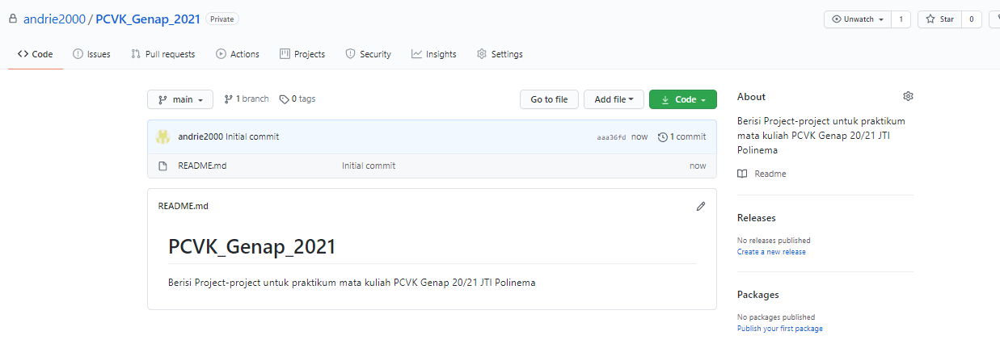 andrie2000 / PCVK_Genap_2021 Private
Unwatch 1 Star 0
Code Issues Pull requests Actions Projects Security Insights Settings
main 1 branch 0 tags Go to file Add file Code
andrie2000 Initial commit aaa36fd now 1 commit
README.md Initial commit now
README.md
PCVK_Genap_2021
Berisi Project-project untuk praktikum mata kuliah PCVK Genap 20/21 JTI Polinema
About
Berisi Project-project untuk praktikum
mata kuliah PCVK Genap 20/21 JTI
Polinema
Readme
Releases
No releases published
Create a new release
Packages
No packages published
Publish your first package